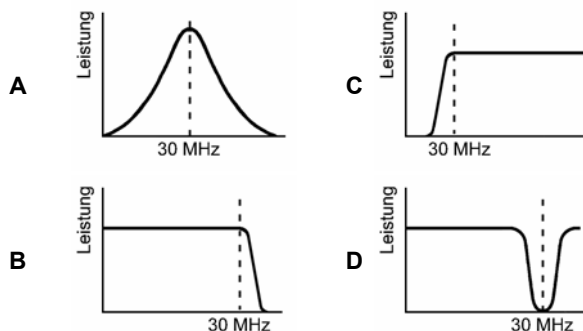 A
Leistung
30 MHz
C
Leistung
30 MHz
B
Leistung
30 MHz
D
Leistung
30 MHz